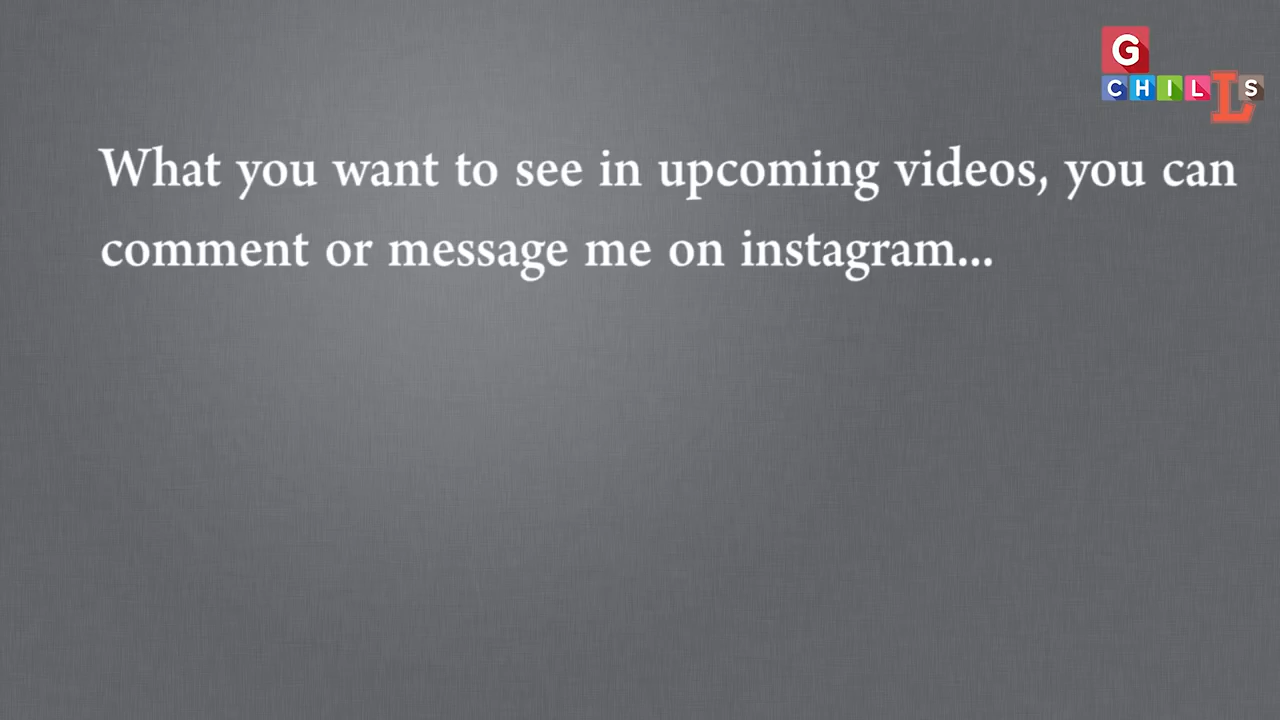 G
CHILLS
What you want to see in upcoming videos, you can
comment or message me on instagram...